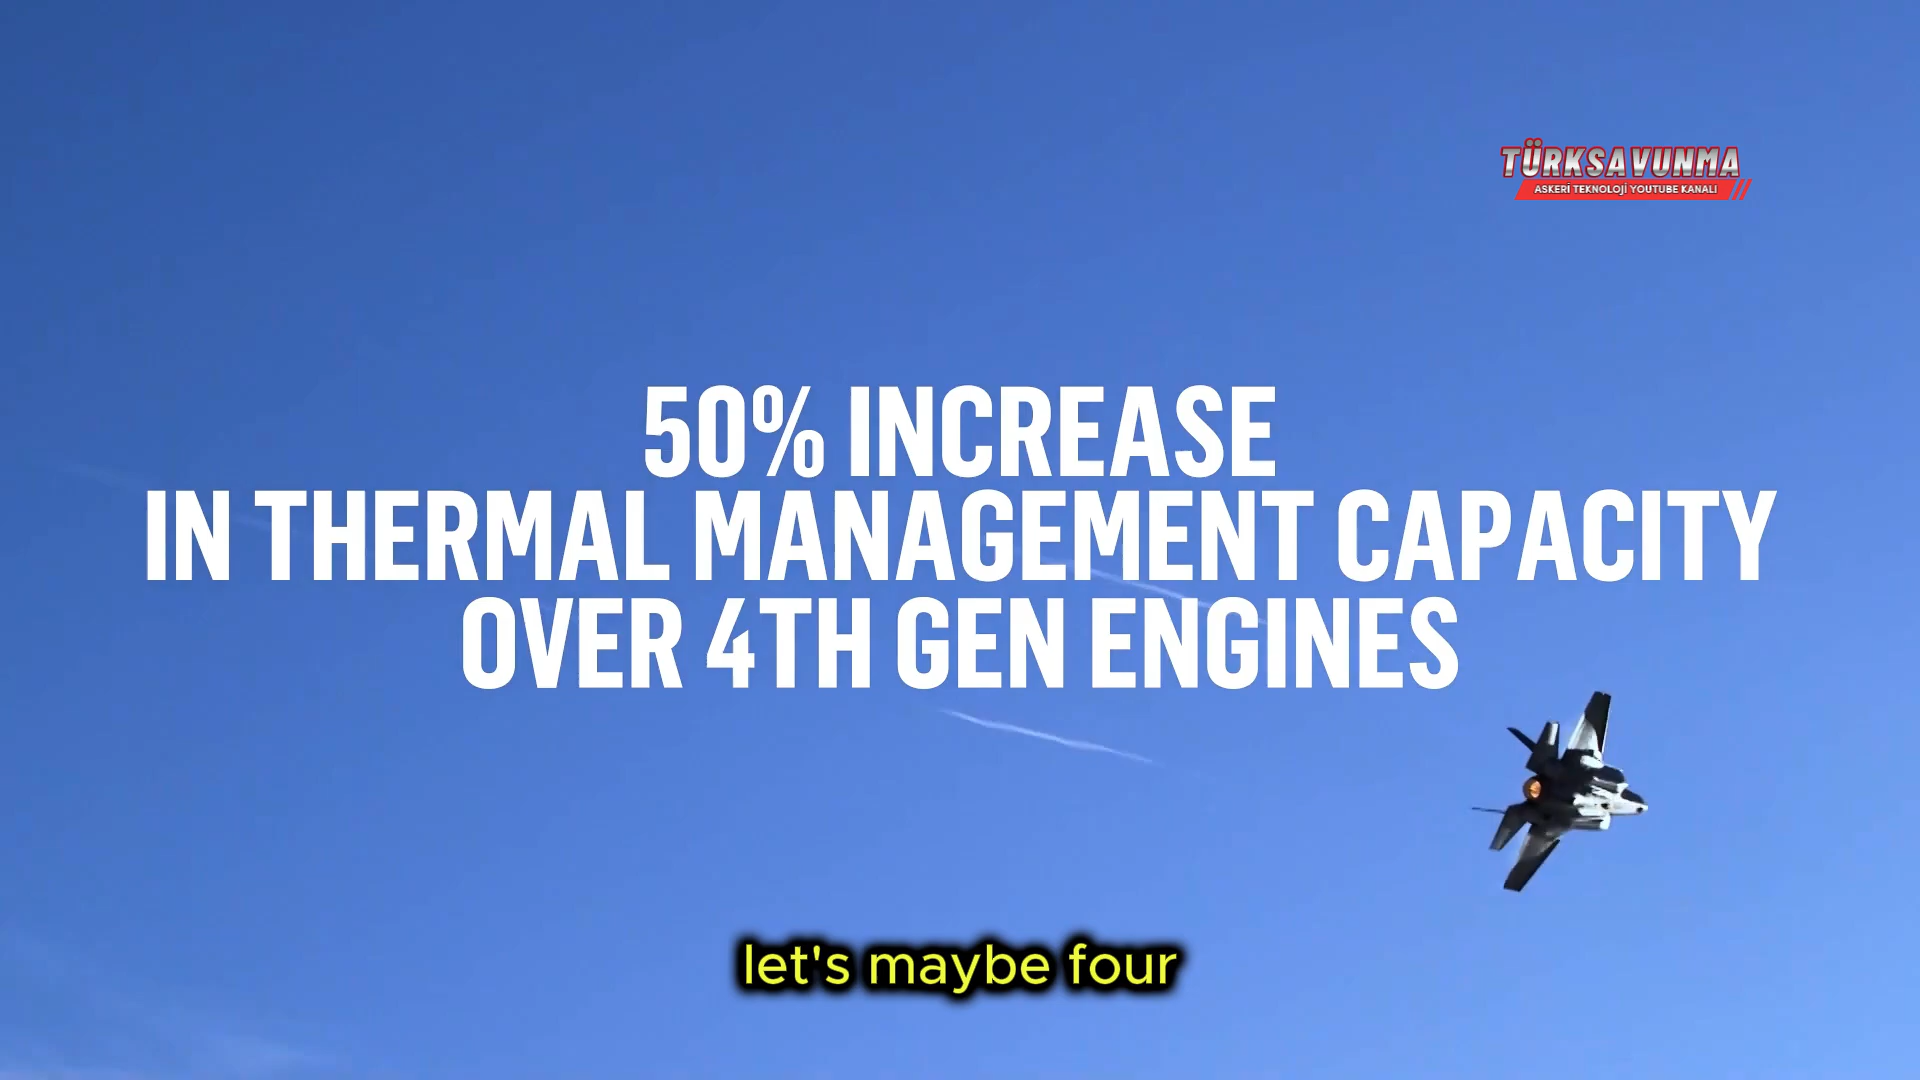 TÜRKSAVUNMA
ASKERİ TEKNOLOJİ YOUTUBE KANALI
50% INCREASE
IN THERMAL MANAGEMENT CAPACITY
OVER 4TH GEN ENGINES
let's maybe four